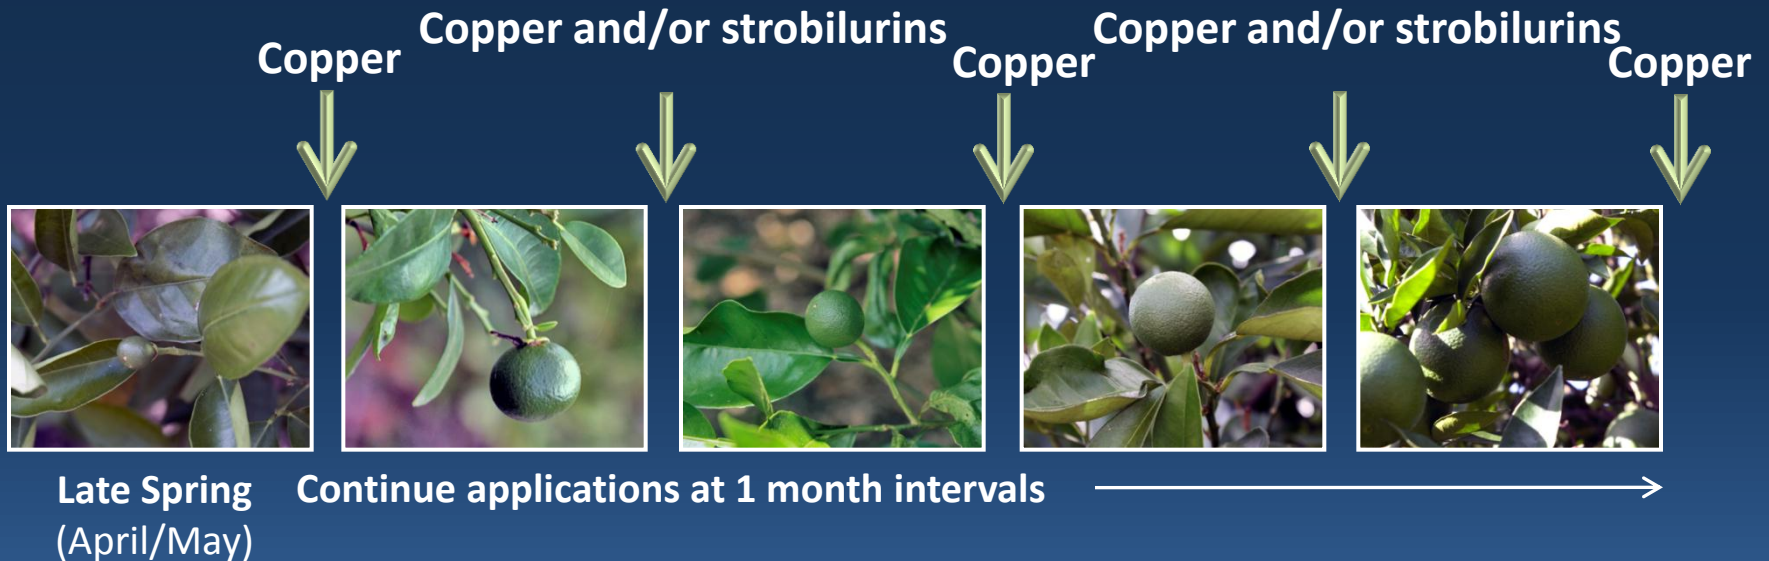 Copper
Copper and/or strobilurins
Copper
Copper and/or strobilurins
Copper
Late Spring
(April/May)
Continue applications at 1 month intervals